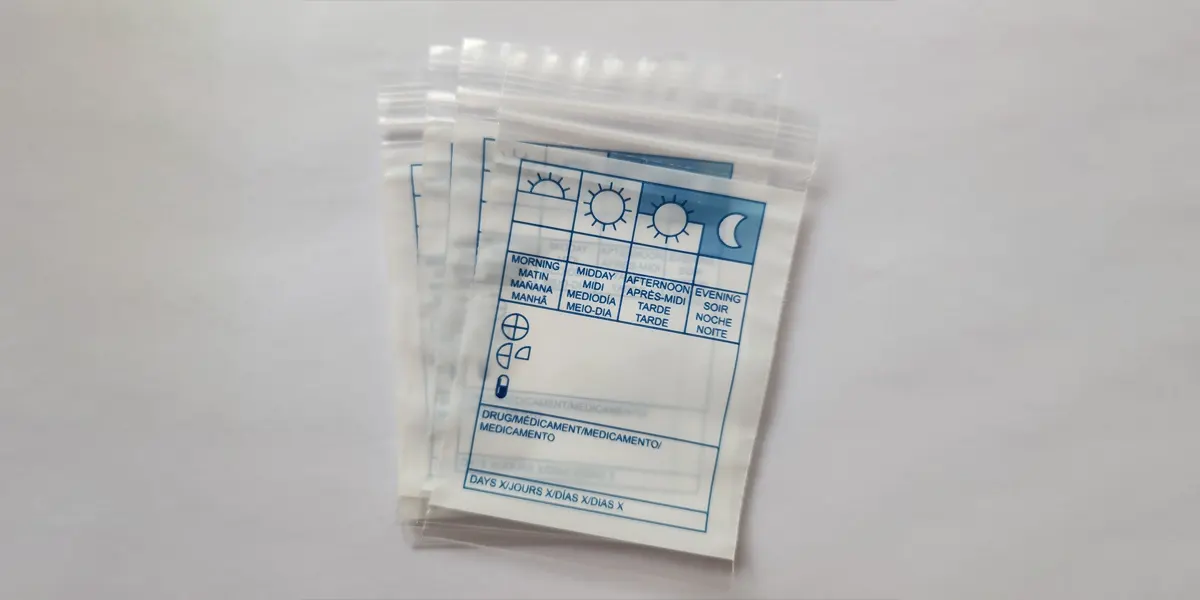 MORNING
MATIN
MAÑANA
MANHÃ
MIDDAY
MIDI
MEDIODÍA
MEIO-DIA
AFTERNOON
APRÈS-MIDI
TARDE
TARDE
EVENING
SOIR
NOCHE
NOITE
DRUG/MÉDICAMENT/MEDICAMENTO/
MEDICAMENTO
DAYS X/JOURS X/DÍAS X/DIAS X